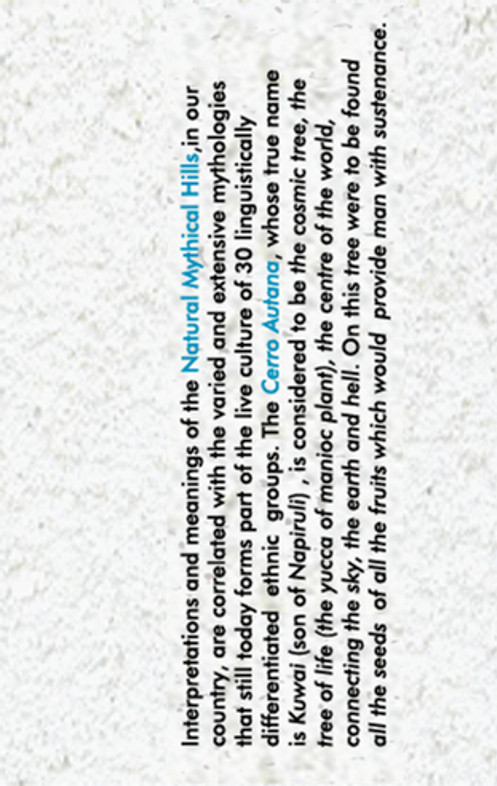 Interpretations and meanings of the Natural Mythical Hills,in our
country, are correlated with the varied and extensive mythologies
that still today forms part of the live culture of 30 linguistically
differentiated ethnic groups. The Cerro Autana, whose true name
is Kuwai (son of Napiruli) , is considered to be the cosmic tree, the
tree of life (the yucca of manioc plant), the centre of the world,
connecting the sky, the earth and hell. On this tree were to be found
all the seeds of all the fruits which would provide man with sustenance.